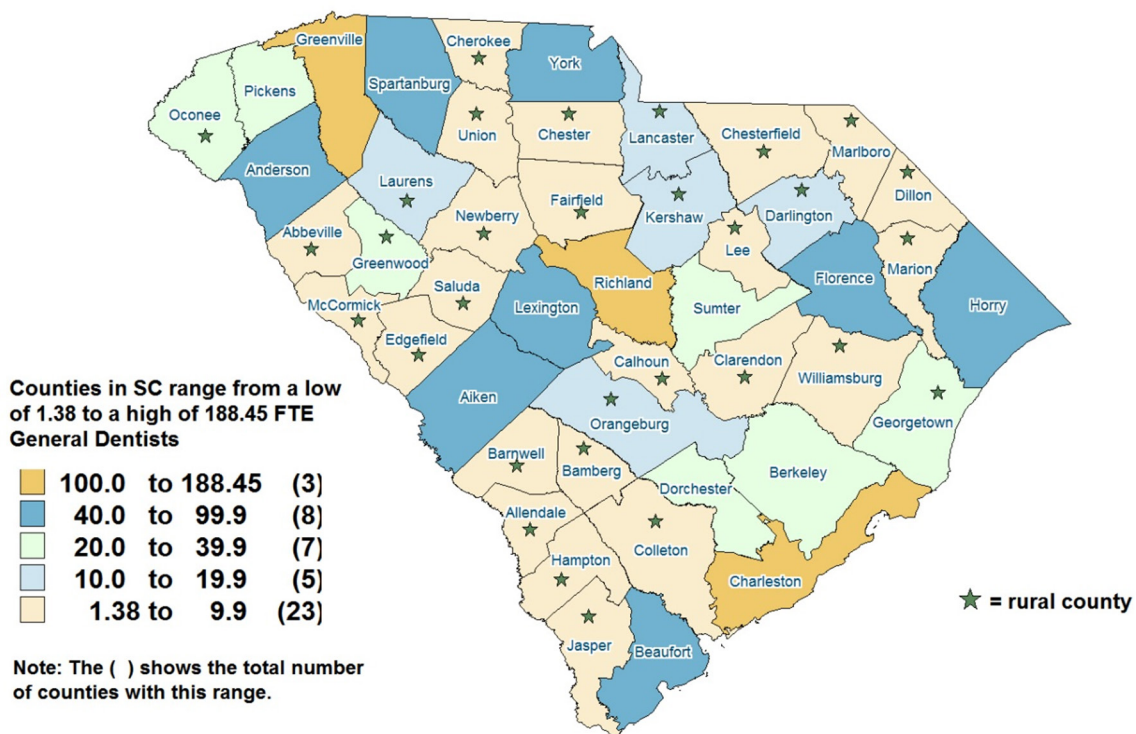 Greenville
Cherokee
York
Spartanburg
Pickens
Oconee
Union
Chester
Lancaster
Chesterfield
Marlboro
Anderson
Laurens
Fairfield
Kershaw
Darlington
Dillon
Newberry
Abbeville
Greenwood
Lee
Marion
Saluda
Richland
Florence
McCormick
Lexington
Sumter
Horry
Edgefield
Calhoun
Clarendon
Williamsburg
Aiken
Orangeburg
Georgetown
Barnwell
Bamberg
Berkeley
Dorchester
Allendale
Hampton
Colleton
Charleston
Jasper
Beaufort
Counties in SC range from a low
of 1.38 to a high of 188.45 FTE
General Dentists
100.0 to 188.45 (3)
40.0 to 99.9 (8)
20.0 to 39.9 (7)
10.0 to 19.9 (5)
1.38 to 9.9 (23)
Note: The ( ) shows the total number
of counties with this range.
= rural county